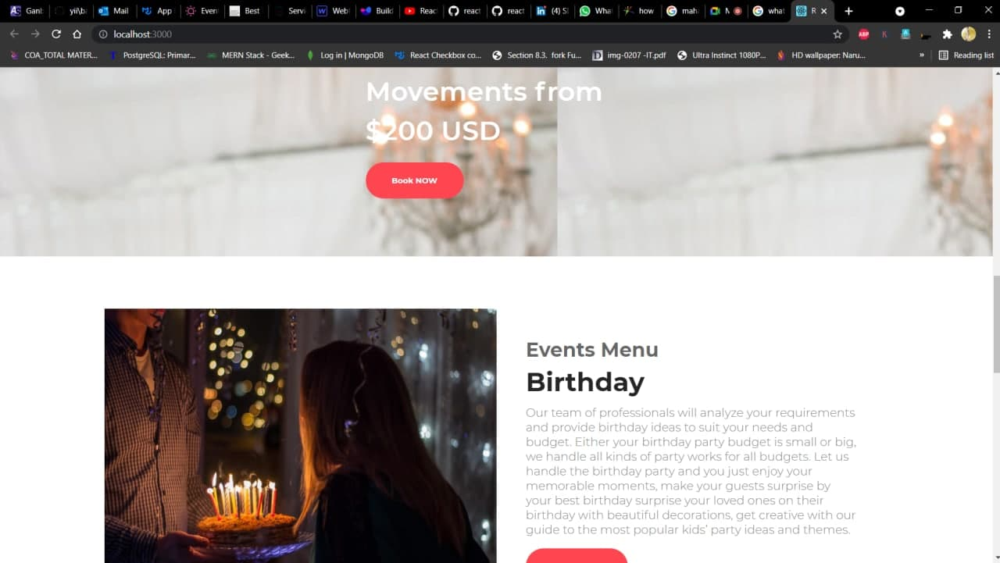 Ganb
yii\ba
Mail
App
Even
Best
Servi
Web
Build
Reac
react
react
(4) S
What
how
maha
what
R
localhost:3000
ABP
COA_TOTAL MATER...
PostgreSQL: Primar...
MERN Stack - Geek...
Log in | MongoDB
React Checkbox co...
Section 8.3. fork Fu...
img-0207 -IT.pdf
Ultra Instinct 1080P...
HD wallpaper: Naru...
»
Reading list
Movements from
$200 USD
Book NOW
Events Menu
Birthday
Our team of professionals will analyze your requirements
and provide birthday ideas to suit your needs and
budget. Either your birthday party budget is small or big,
we handle all kinds of party works for all budgets. Let us
handle the birthday party and you just enjoy your
memorable moments, make your guests surprise by
your best birthday surprise your loved ones on their
birthday with beautiful decorations, get creative with our
guide to the most popular kids’ party ideas and themes.